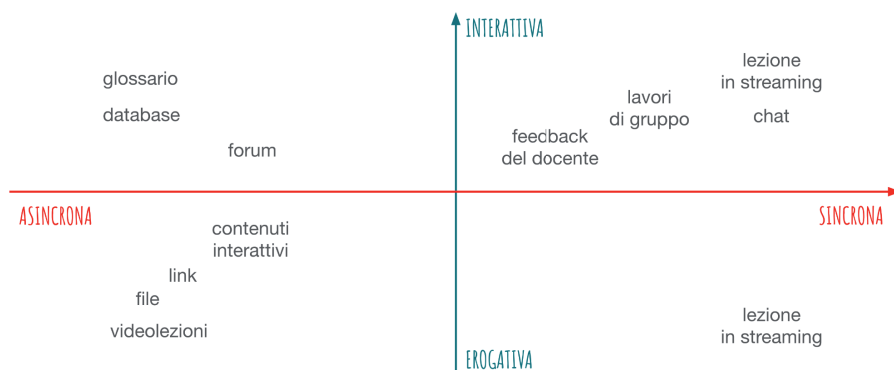 INTERATTIVA
glossario
database
forum
lezione
in streaming
chat
lavori
di gruppo
feedback
del docente
ASINCRONA
SINCRONA
contenuti
interattivi
link
file
videolezioni
lezione
in streaming
EROGATIVA